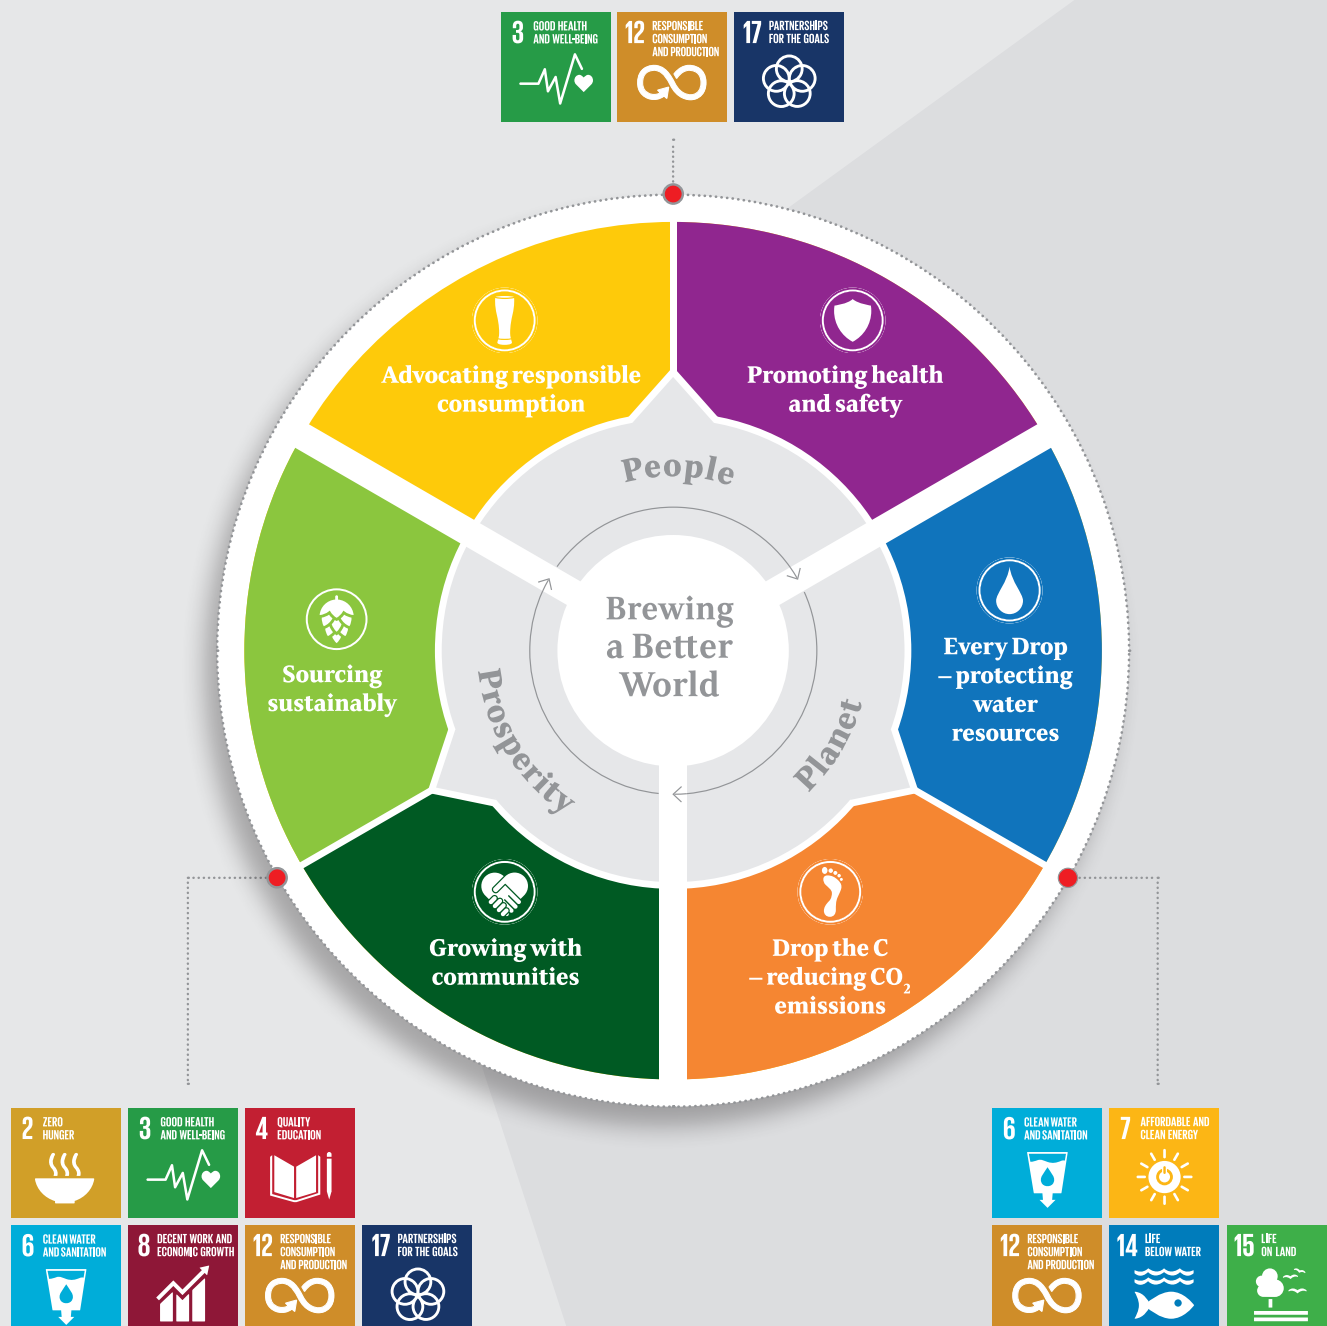 3 GOOD HEALTH
AND WELL-BEING
12 RESPONSIBLE
CONSUMPTION
AND PRODUCTION
17 PARTNERSHIPS
FOR THE GOALS
Advocating responsible
consumption
Promoting health
and safety
People
Brewing
a Better
World
Sourcing
sustainably
Prosperity
Planet
Every Drop
– protecting
water
resources
Growing with
communities
Drop the C
– reducing CO₂
emissions
2 ZERO
HUNGER
3 GOOD HEALTH
AND WELL-BEING
4 QUALITY
EDUCATION
6 CLEAN WATER
AND SANITATION
8 DECENT WORK AND
ECONOMIC GROWTH
12 RESPONSIBLE
CONSUMPTION
AND PRODUCTION
17 PARTNERSHIPS
FOR THE GOALS
6 CLEAN WATER
AND SANITATION
7 AFFORDABLE AND
CLEAN ENERGY
12 RESPONSIBLE
CONSUMPTION
AND PRODUCTION
14 LIFE
BELOW WATER
15 LIFE
ON LAND